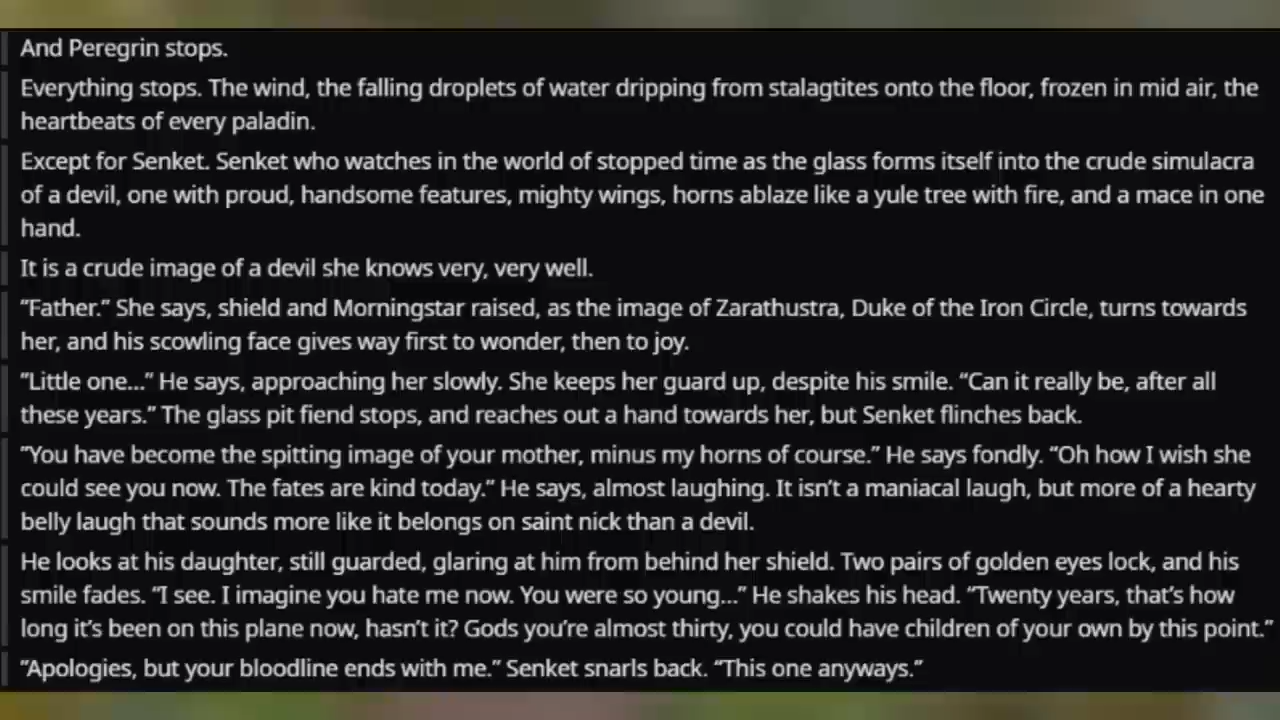 And Peregrin stops.
Everything stops. The wind, the falling droplets of water dripping from stalagtites onto the floor, frozen in mid air, the
heartbeats of every paladin.
Except for Senket. Senket who watches in the world of stopped time as the glass forms itself into the crude simulacra
of a devil, one with proud, handsome features, mighty wings, horns ablaze like a yule tree with fire, and a mace in one
hand.
It is a crude image of a devil she knows very, very well.
“Father.” She says, shield and Morningstar raised, as the image of Zarathustra, Duke of the Iron Circle, turns towards
her, and his scowling face gives way first to wonder, then to joy.
“Little one...” He says, approaching her slowly. She keeps her guard up, despite his smile. “Can it really be, after all
these years.” The glass pit fiend stops, and reaches out a hand towards her, but Senket flinches back.
“You have become the spitting image of your mother, minus my horns of course.” He says fondly. “Oh how I wish she
could see you now. The fates are kind today.” He says, almost laughing. It isn’t a maniacal laugh, but more of a hearty
belly laugh that sounds more like it belongs on saint nick than a devil.
He looks at his daughter, still guarded, glaring at him from behind her shield. Two pairs of golden eyes lock, and his
smile fades. “I see. I imagine you hate me now. You were so young...” He shakes his head. “Twenty years, that’s how
long it’s been on this plane now, hasn’t it? Gods you’re almost thirty, you could have children of your own by this point.”
“Apologies, but your bloodline ends with me.” Senket snarls back. “This one anyways.”